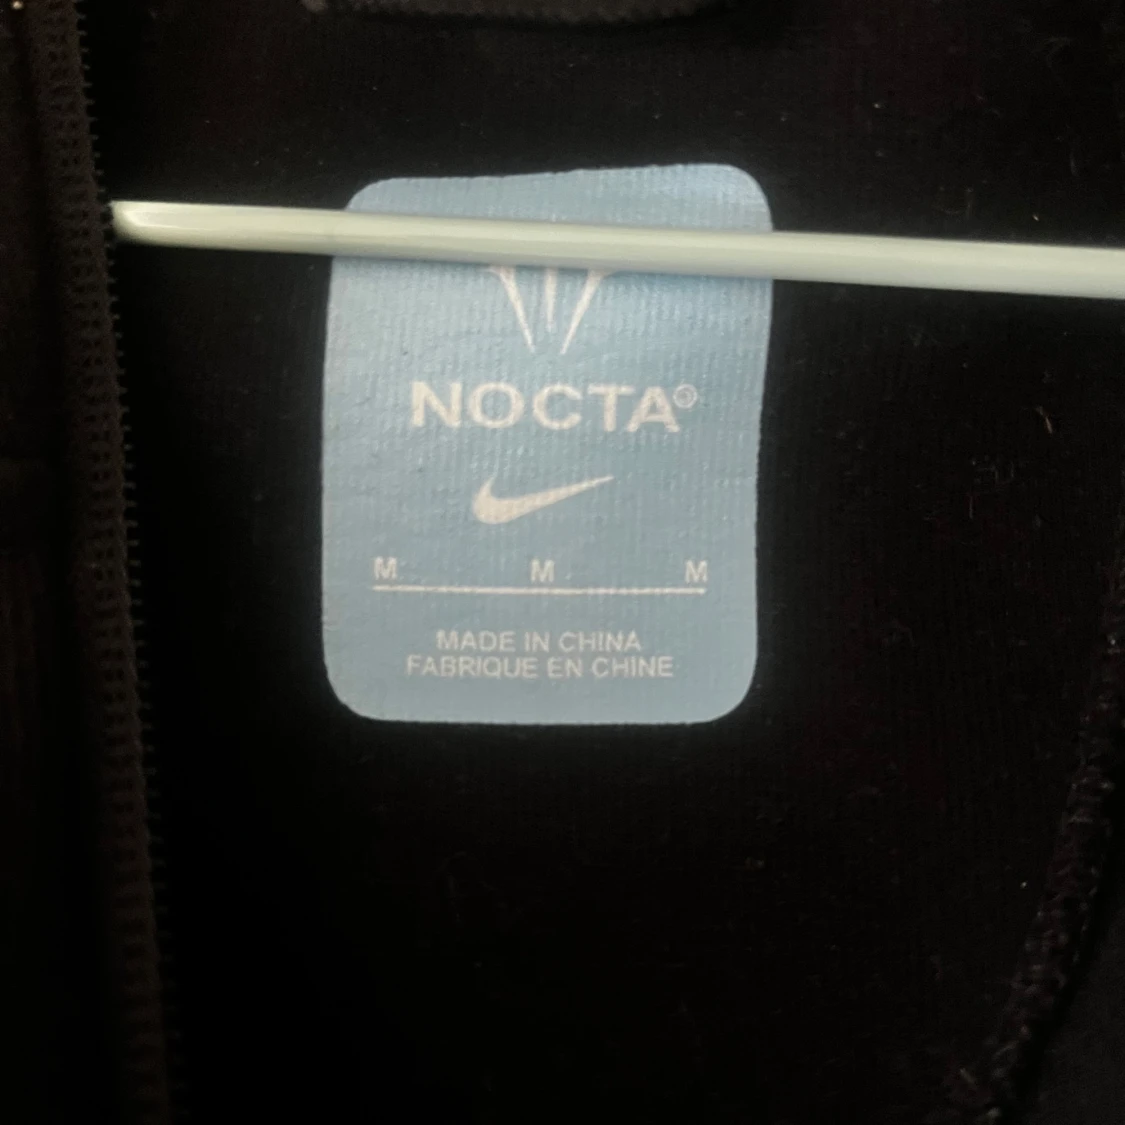 NOCTA®
M M M
MADE IN CHINA
FABRIQUE EN CHINE